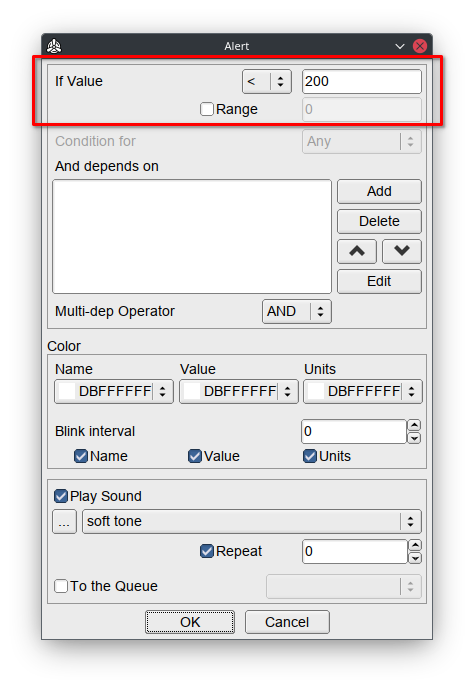 Alert
If Value < 200
Range 0
Condition for Any
And depends on
Add
Delete
Edit
Multi-dep Operator AND
Color
Name Value Units
DBFFFFFF DBFFFFFF DBFFFFFF
Blink interval 0
Name Value Units
Play Sound
... soft tone
Repeat 0
To the Queue
OK Cancel